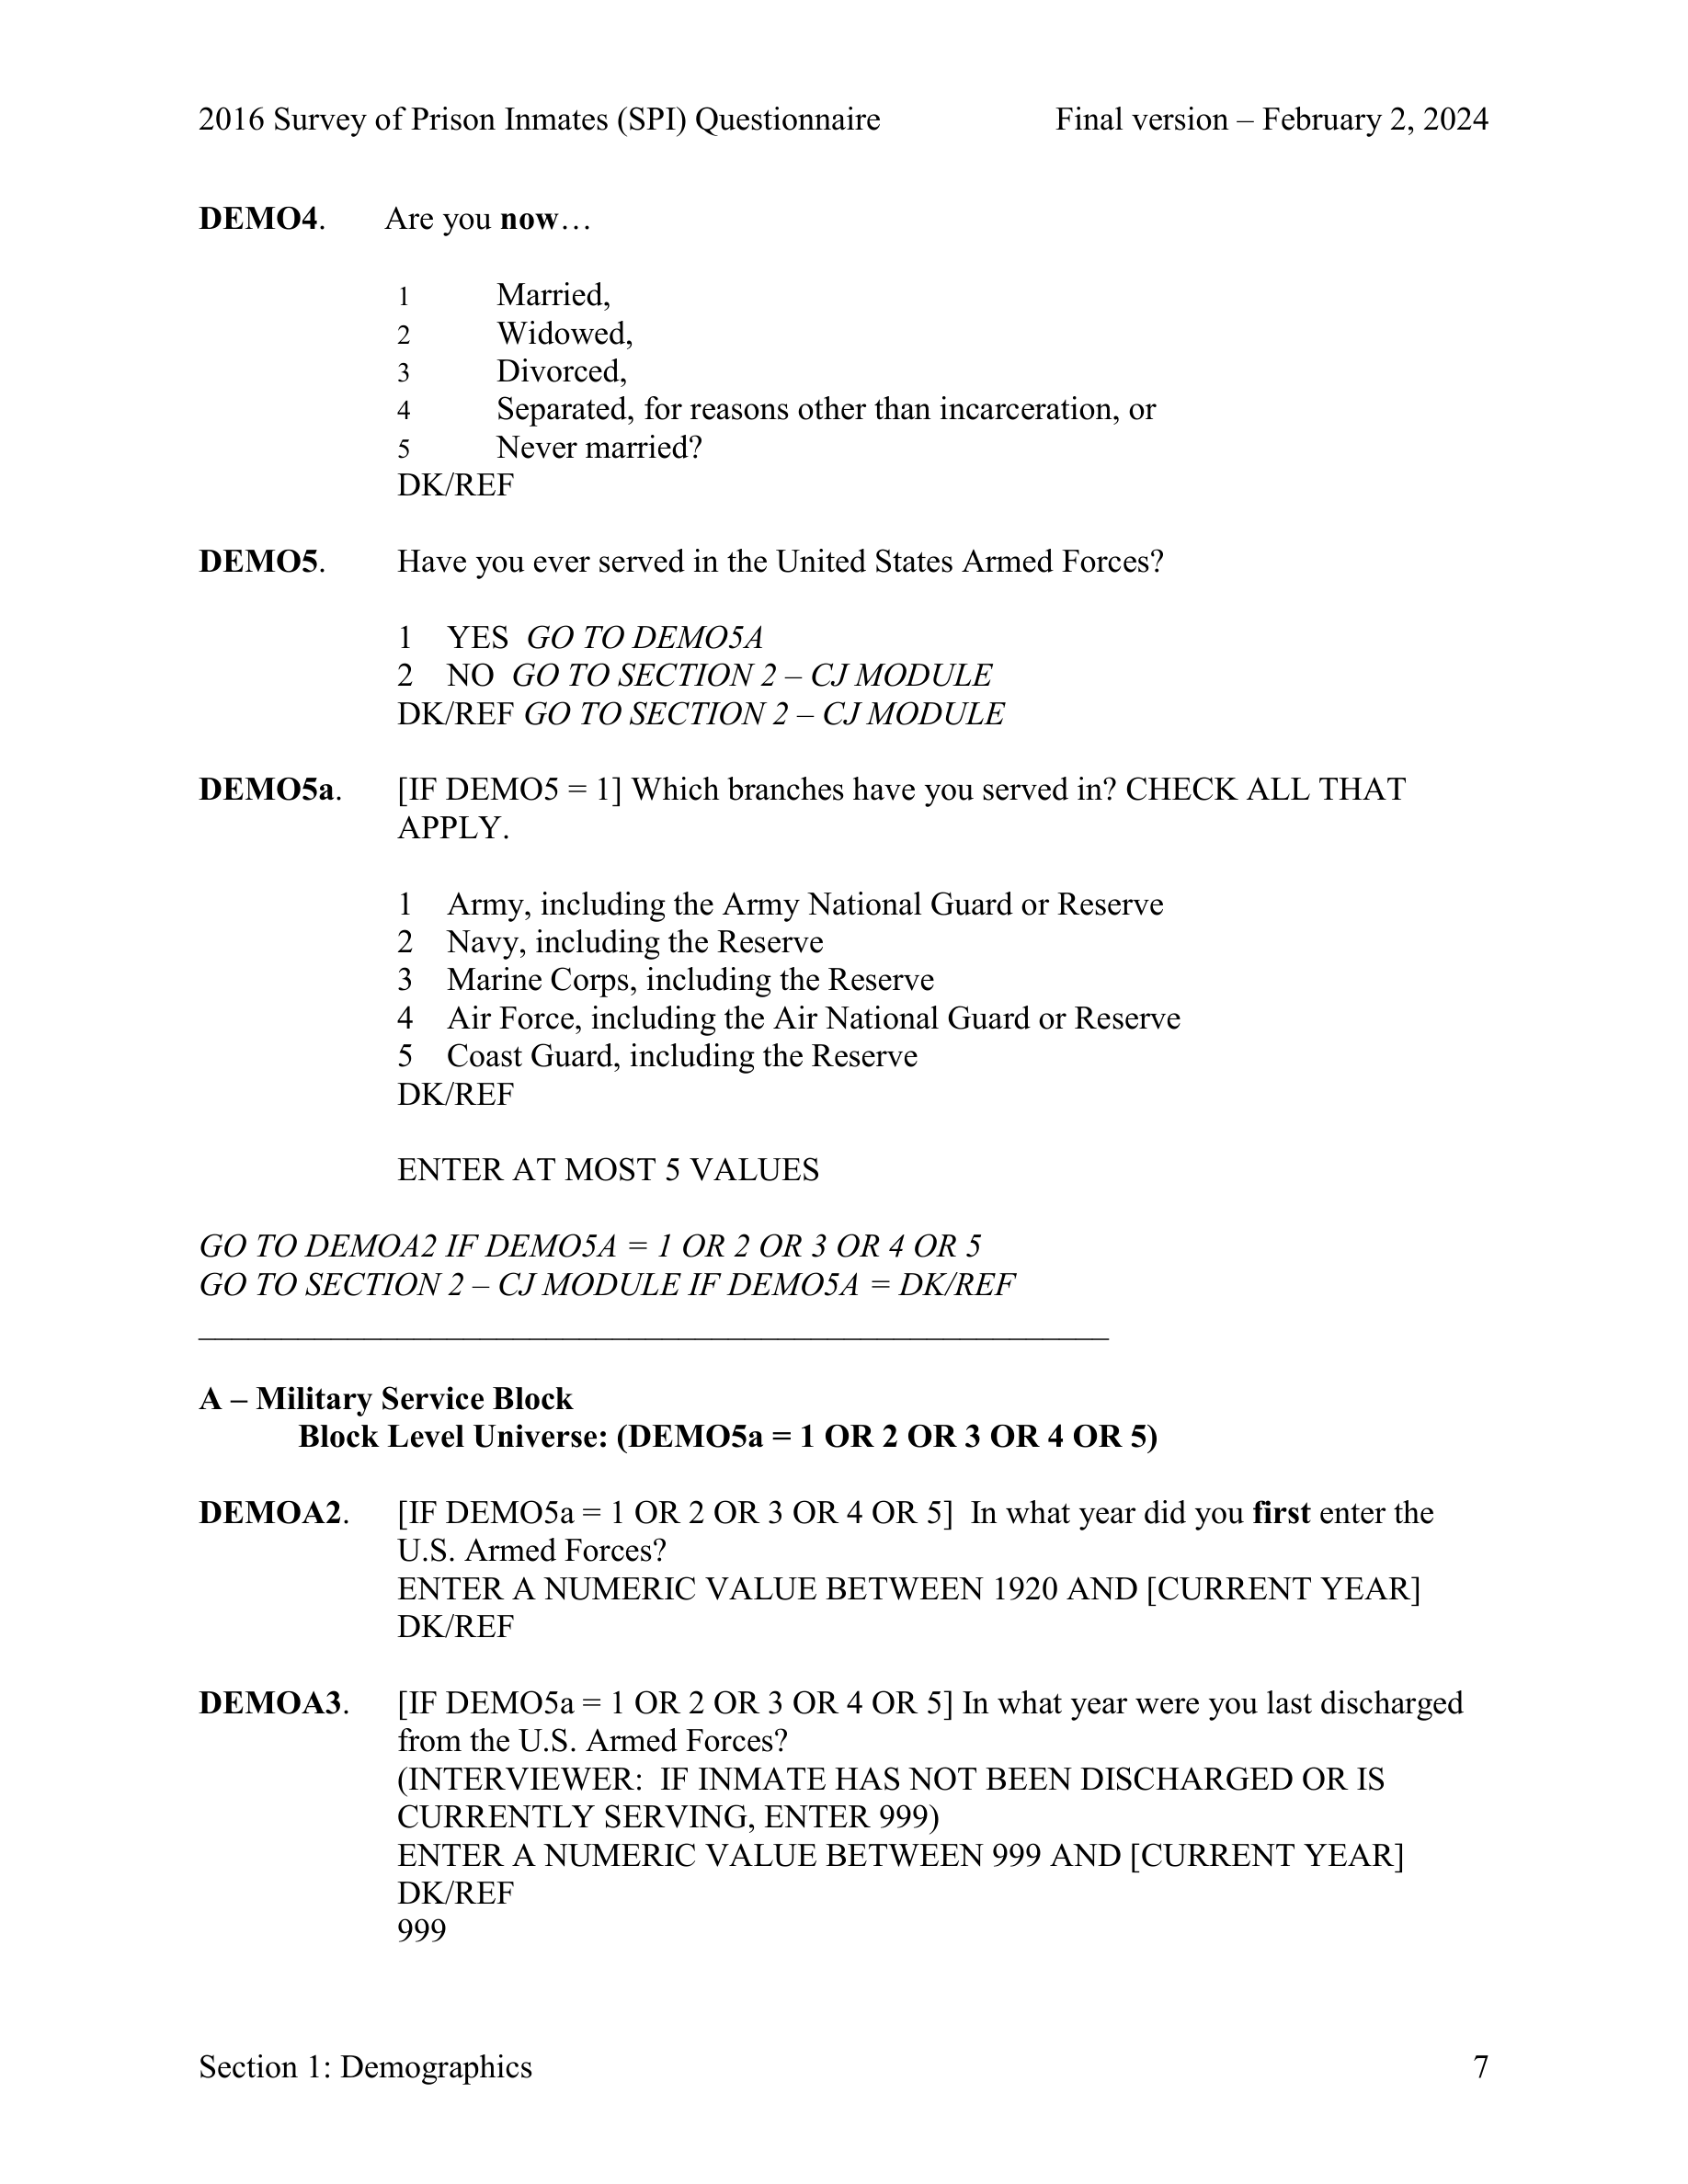 2016 Survey of Prison Inmates (SPI) Questionnaire Final version – February 2, 2024
DEMO4. Are you now…
1 Married,
2 Widowed,
3 Divorced,
4 Separated, for reasons other than incarceration, or
5 Never married?
DK/REF
DEMO5. Have you ever served in the United States Armed Forces?
1 YES GO TO DEMO5A
2 NO GO TO SECTION 2 – CJ MODULE
DK/REF GO TO SECTION 2 – CJ MODULE
DEMO5a. [IF DEMO5 = 1] Which branches have you served in? CHECK ALL THAT
APPLY.
1 Army, including the Army National Guard or Reserve
2 Navy, including the Reserve
3 Marine Corps, including the Reserve
4 Air Force, including the Air National Guard or Reserve
5 Coast Guard, including the Reserve
DK/REF
ENTER AT MOST 5 VALUES
GO TO DEMOA2 IF DEMO5A = 1 OR 2 OR 3 OR 4 OR 5
GO TO SECTION 2 – CJ MODULE IF DEMO5A = DK/REF
A – Military Service Block
Block Level Universe: (DEMO5a = 1 OR 2 OR 3 OR 4 OR 5)
DEMOA2. [IF DEMO5a = 1 OR 2 OR 3 OR 4 OR 5] In what year did you first enter the
U.S. Armed Forces?
ENTER A NUMERIC VALUE BETWEEN 1920 AND [CURRENT YEAR]
DK/REF
DEMOA3. [IF DEMO5a = 1 OR 2 OR 3 OR 4 OR 5] In what year were you last discharged
from the U.S. Armed Forces?
(INTERVIEWER: IF INMATE HAS NOT BEEN DISCHARGED OR IS
CURRENTLY SERVING, ENTER 999)
ENTER A NUMERIC VALUE BETWEEN 999 AND [CURRENT YEAR]
DK/REF
999
Section 1: Demographics 7